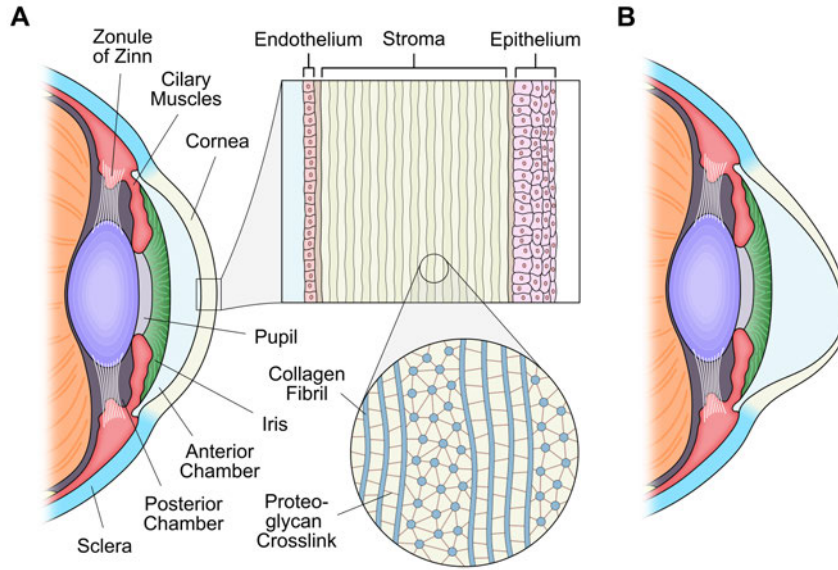 A
Zonule
of Zinn
Cilary
Muscles
Cornea
Endothelium
Stroma
Epithelium
B
Pupil
Collagen
Fibril
Iris
Anterior
Chamber
Proteo-
glycan
Crosslink
Posterior
Chamber
Sclera